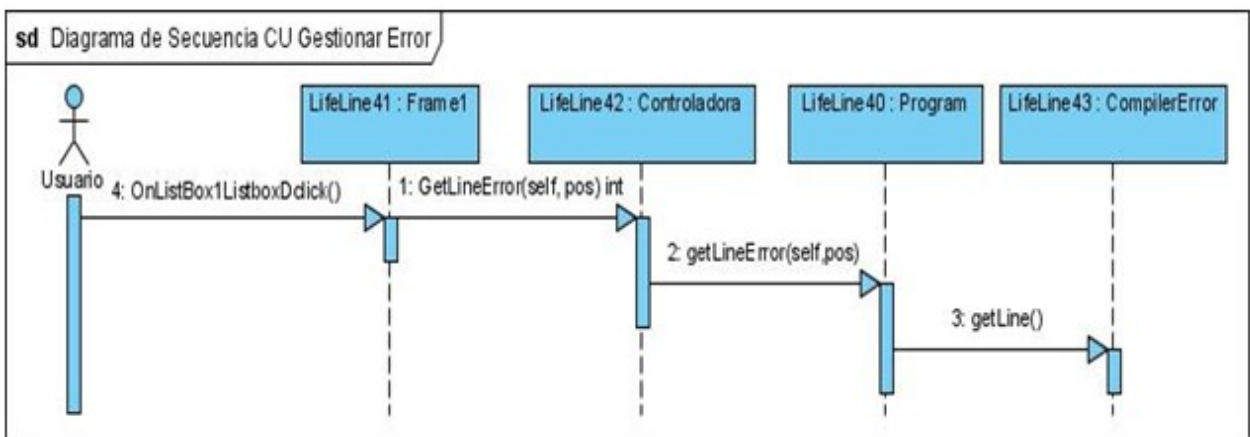 sd Diagrama de Secuencia CU Gestionar Error
LifeLine41 : Frame1
LifeLine42 : Controladora
LifeLine40 : Program
LifeLine43 : CompilerError
Usuario
4: OnListBox1ListboxDclick()
1: GetLineError(self, pos) int
2: getLineError(self,pos)
3: getLine()